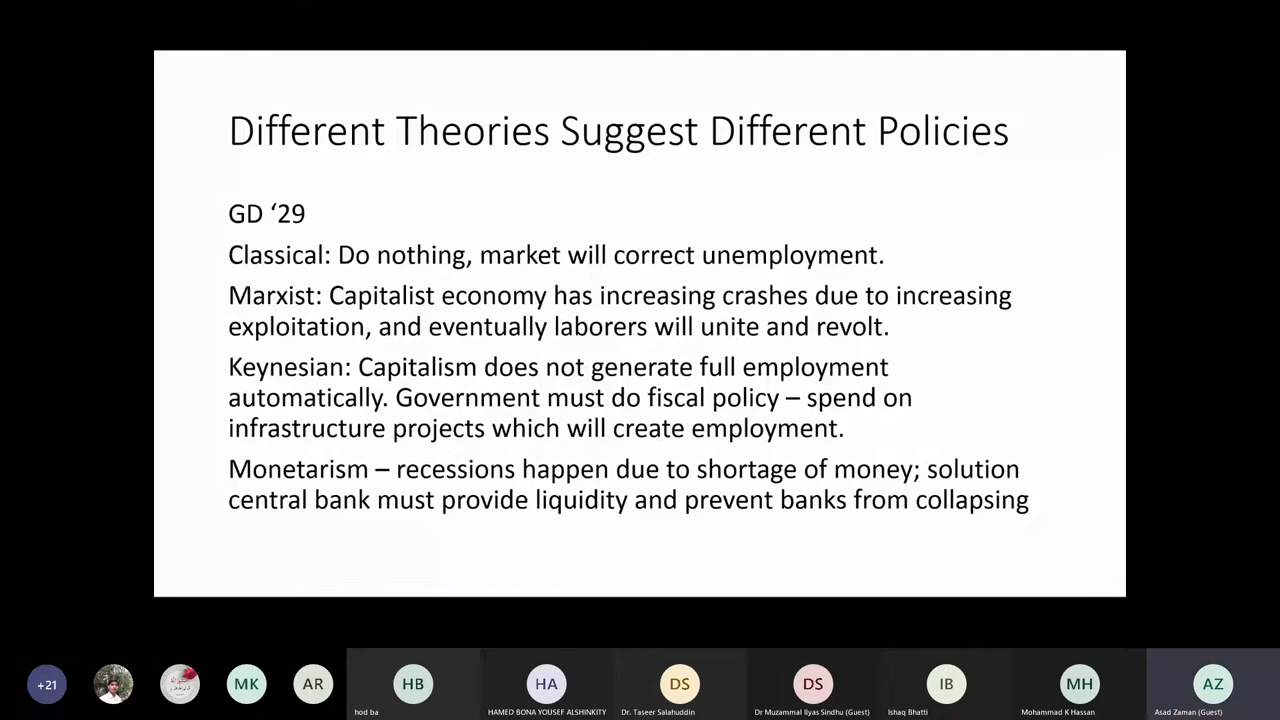 Different Theories Suggest Different Policies
GD ‘29
Classical: Do nothing, market will correct unemployment.
Marxist: Capitalist economy has increasing crashes due to increasing
exploitation, and eventually laborers will unite and revolt.
Keynesian: Capitalism does not generate full employment
automatically. Government must do fiscal policy – spend on
infrastructure projects which will create employment.
Monetarism – recessions happen due to shortage of money; solution
central bank must provide liquidity and prevent banks from collapsing
+21
MK
AR
HB
HA
DS
DS
IB
MH
AZ
hod ba
HAMED BONA YOUSEF ALSHINKITY
Dr. Taseer Salahuddin
Dr Muzammal Ilyas Sindhu (Guest)
Ishaq Bhatti
Mohammad K Hassan
Asad Zaman (Guest)